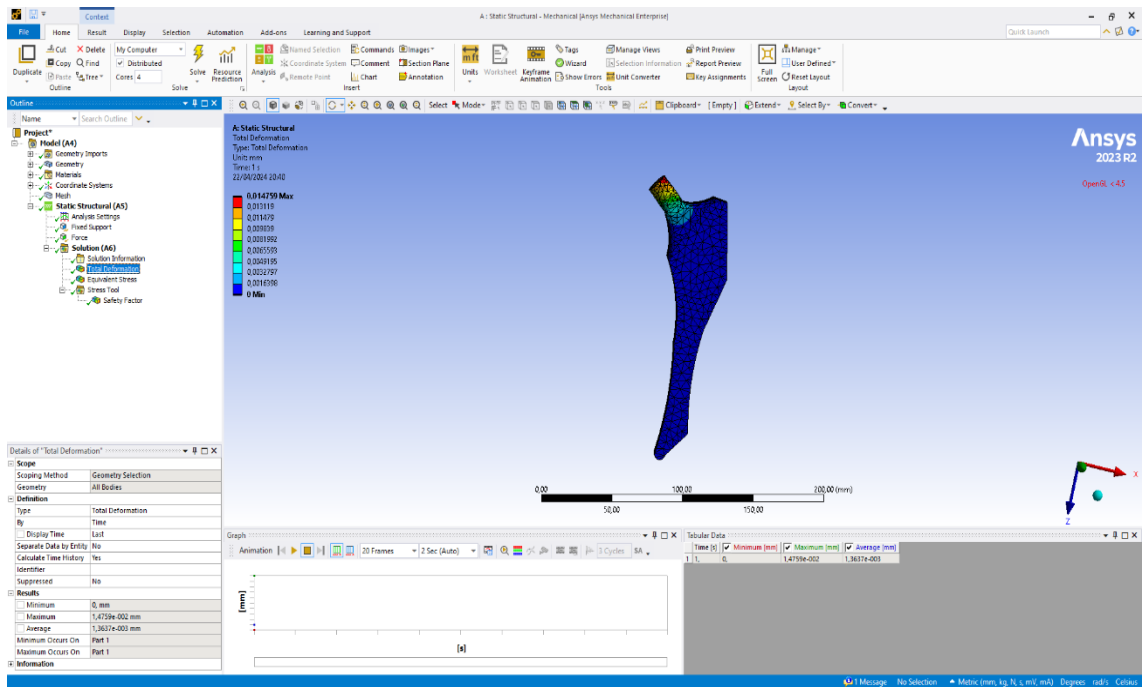 Context
A : Static Structural - Mechanical [Ansys Mechanical Enterprise]
File Home Result Display Selection Automation Add-ons Learning and Support
Quick Launch
Duplicate
Cut Delete
Copy Find
Paste Tree
Outline
My Computer
Distributed
Cores 4
Solve
Solve
Resource Prediction
Analysis
Named Selection Commands Images
Coordinate System Comment Section Plane
Remote Point Chart Annotation
Insert
Units Worksheet Keyframe Animation
Tags
Wizard
Show Errors
Manage Views
Selection Information
Unit Converter
Print Preview
Report Preview
Key Assignments
Tools
Full Screen
Manage
User Defined
Reset Layout
Layout
Outline
Name Search Outline
Project*
Model (A4)
Geometry Imports
Geometry
Materials
Coordinate Systems
Mesh
Static Structural (A5)
Analysis Settings
Fixed Support
Force
Solution (A6)
Solution Information
Total Deformation
Equivalent Stress
Stress Tool
Safety Factor
Select Mode Clipboard [Empty] Extend Select By Convert
A: Static Structural
Total Deformation
Type: Total Deformation
Unit: mm
Time: 1 s
22/04/2024 20:40
0,014759 Max
0,013119
0,011479
0,009839
0,0081992
0,0065593
0,0049195
0,0032797
0,0016398
0 Min
Ansys
2023 R2
OpenGL < 4.5
0,00 100,00 200,00 (mm)
50,00 150,00
X
Z
Details of "Total Deformation"
Scope
Scoping Method Geometry Selection
Geometry All Bodies
Definition
Type Total Deformation
By Time
Display Time Last
Separate Data by Entity No
Calculate Time History Yes
Identifier
Suppressed No
Results
Minimum 0, mm
Maximum 1,4759e-002 mm
Average 1,3637e-003 mm
Minimum Occurs On Part 1
Maximum Occurs On Part 1
Information
Graph
Animation 20 Frames 2 Sec (Auto) 3 Cycles
[mm]
[s]
Tabular Data
Time [s] Minimum [mm] Maximum [mm] Average [mm]
1 1, 0, 1,4759e-002 1,3637e-003
1 Message No Selection Metric (mm, kg, N, s, mV, mA) Degrees rad/s Celsius